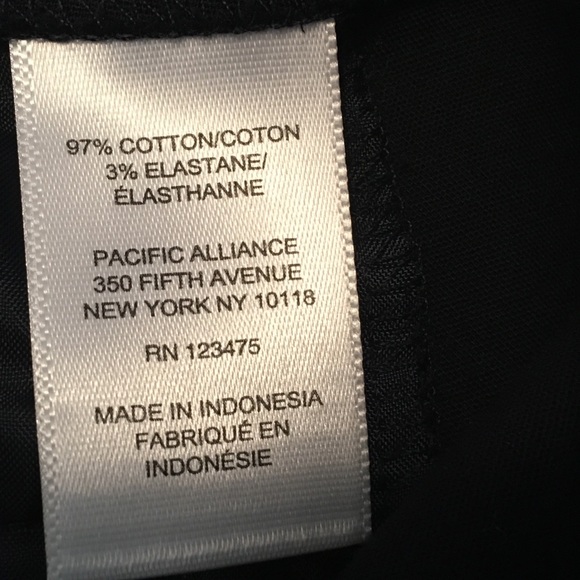 97% COTTON/COTON
3% ELASTANE/
ÉLASTHANNE
PACIFIC ALLIANCE
350 FIFTH AVENUE
NEW YORK NY 10118
RN 123475
MADE IN INDONESIA
FABRIQUÉ EN
INDONÉSIE